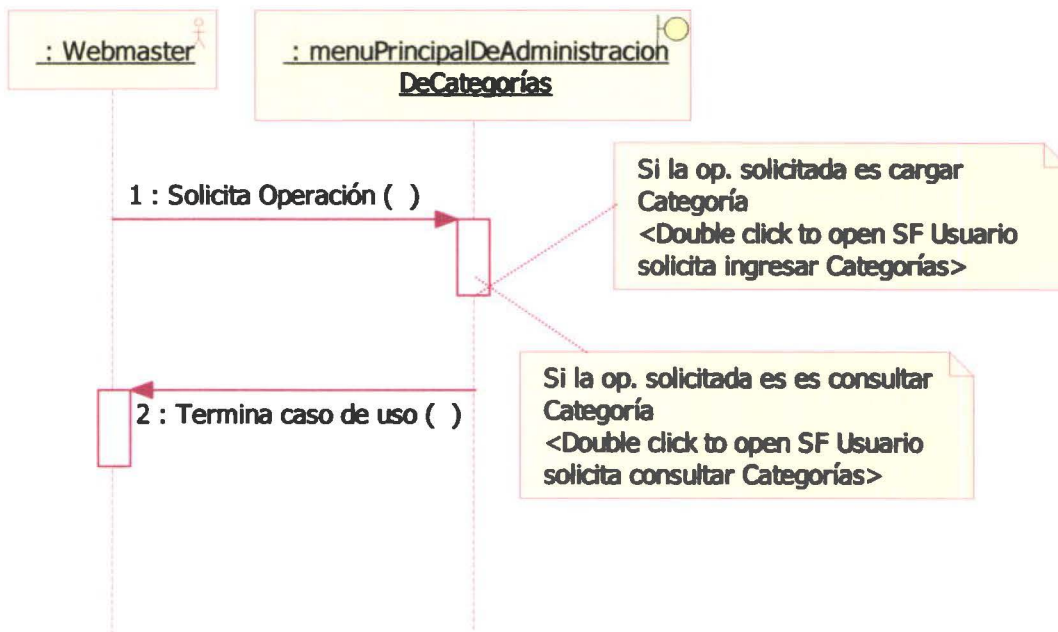 : Webmaster
: menuPrincipalDeAdministracion
DeCategorías
1 : Solicita Operación ( )
Si la op. solicitada es cargar
Categoría
<Double click to open SF Usuario
solicita ingresar Categorías>
2 : Termina caso de uso ( )
Si la op. solicitada es es consultar
Categoría
<Double click to open SF Usuario
solicita consultar Categorías>